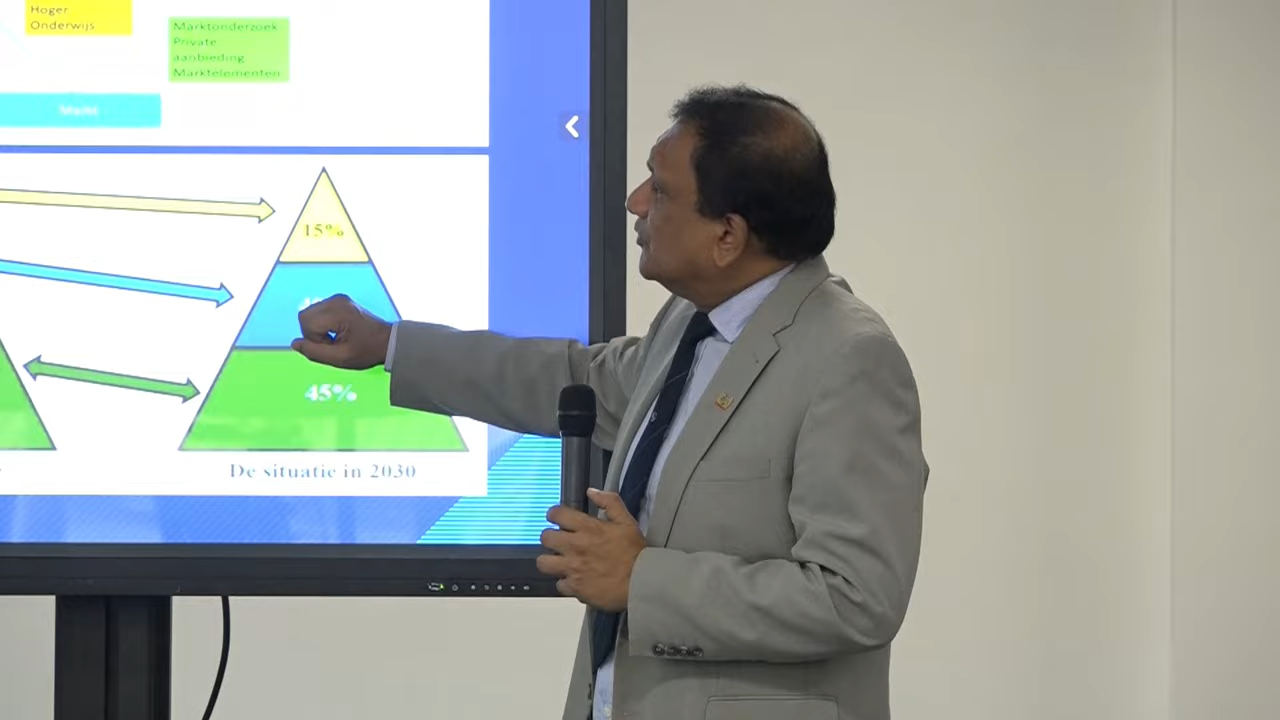 Hoger
Onderwijs
Marktonderzoek
Private
aanbieding
Marktelementen
15%
45%
De situatie in 2030